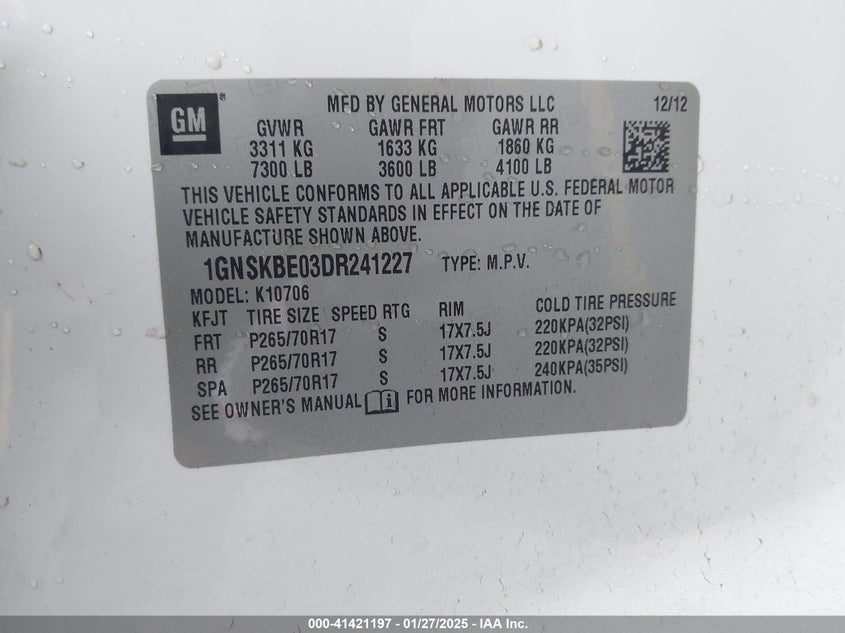 GM ® MFD BY GENERAL MOTORS LLC 12/12
GVWR GAWR FRT GAWR RR
3311 KG 1633 KG 1860 KG
7300 LB 3600 LB 4100 LB
THIS VEHICLE CONFORMS TO ALL APPLICABLE U.S. FEDERAL MOTOR
VEHICLE SAFETY STANDARDS IN EFFECT ON THE DATE OF
MANUFACTURE SHOWN ABOVE.
1GNSKBE03DR241227 TYPE: M.P.V.
MODEL: K10706
KFJT TIRE SIZE SPEED RTG RIM COLD TIRE PRESSURE
FRT P265/70R17 S 17X7.5J 220KPA(32PSI)
RR P265/70R17 S 17X7.5J 220KPA(32PSI)
SPA P265/70R17 S 17X7.5J 240KPA(35PSI)
SEE OWNER'S MANUAL i FOR MORE INFORMATION.
000-41421197 - 01/27/2025 - IAA Inc.